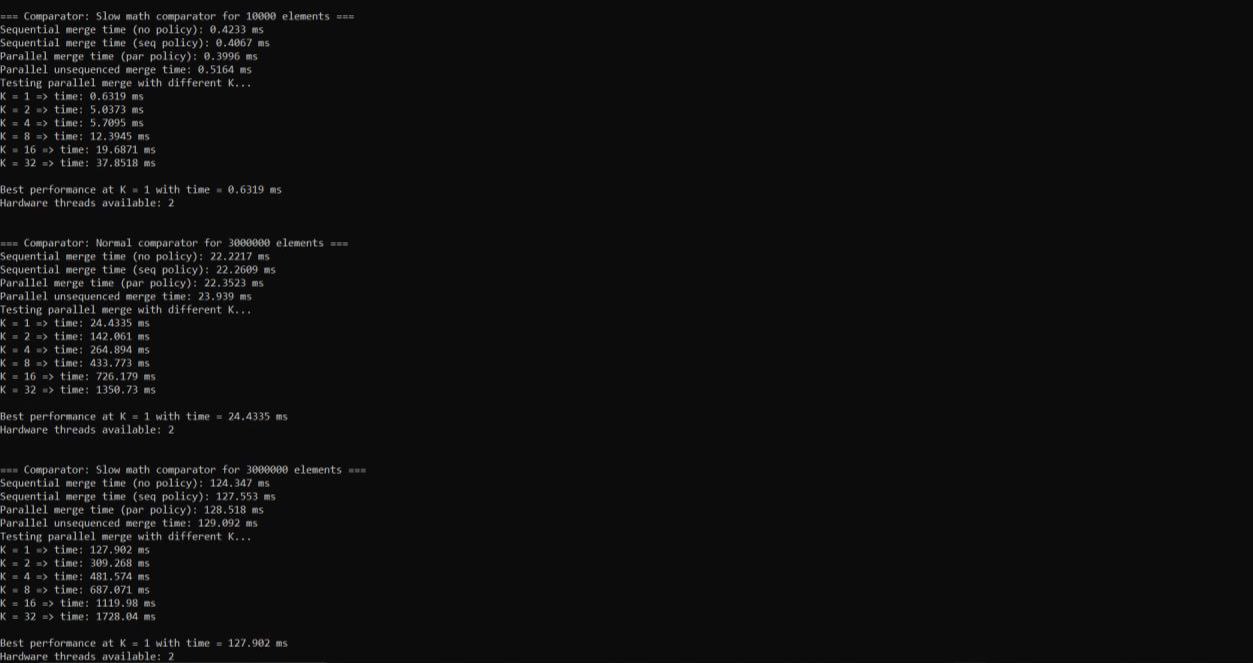 === Comparator: Slow math comparator for 10000 elements ===
Sequential merge time (no policy): 0.4233 ms
Sequential merge time (seq policy): 0.4067 ms
Parallel merge time (par policy): 0.3996 ms
Parallel unsequenced merge time: 0.5164 ms
Testing parallel merge with different K...
K = 1 => time: 0.6319 ms
K = 2 => time: 5.0373 ms
K = 4 => time: 5.7095 ms
K = 8 => time: 12.3945 ms
K = 16 => time: 19.6871 ms
K = 32 => time: 37.8518 ms
Best performance at K = 1 with time = 0.6319 ms
Hardware threads available: 2
=== Comparator: Normal comparator for 3000000 elements ===
Sequential merge time (no policy): 22.2217 ms
Sequential merge time (seq policy): 22.2609 ms
Parallel merge time (par policy): 22.3523 ms
Parallel unsequenced merge time: 23.939 ms
Testing parallel merge with different K...
K = 1 => time: 24.4335 ms
K = 2 => time: 142.061 ms
K = 4 => time: 264.894 ms
K = 8 => time: 433.773 ms
K = 16 => time: 726.179 ms
K = 32 => time: 1350.73 ms
Best performance at K = 1 with time = 24.4335 ms
Hardware threads available: 2
=== Comparator: Slow math comparator for 3000000 elements ===
Sequential merge time (no policy): 124.347 ms
Sequential merge time (seq policy): 127.553 ms
Parallel merge time (par policy): 128.518 ms
Parallel unsequenced merge time: 129.092 ms
Testing parallel merge with different K...
K = 1 => time: 127.902 ms
K = 2 => time: 309.268 ms
K = 4 => time: 481.574 ms
K = 8 => time: 687.071 ms
K = 16 => time: 1119.98 ms
K = 32 => time: 1728.04 ms
Best performance at K = 1 with time = 127.902 ms
Hardware threads available: 2